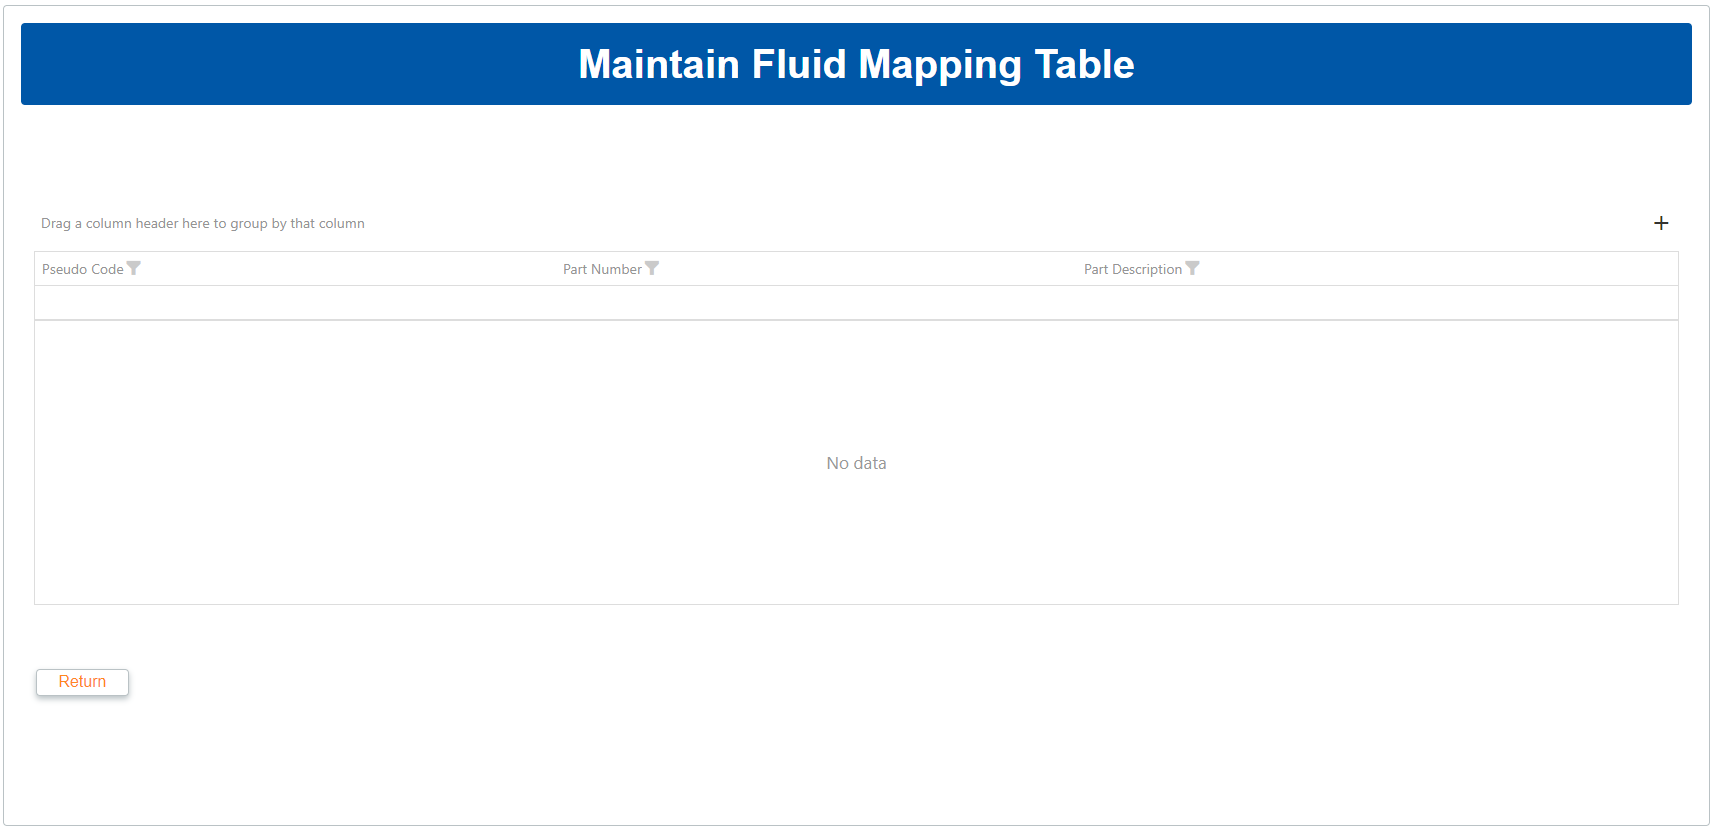 Maintain Fluid Mapping Table
Drag a column header here to group by that column
Pseudo Code Part Number Part Description
No data
Return